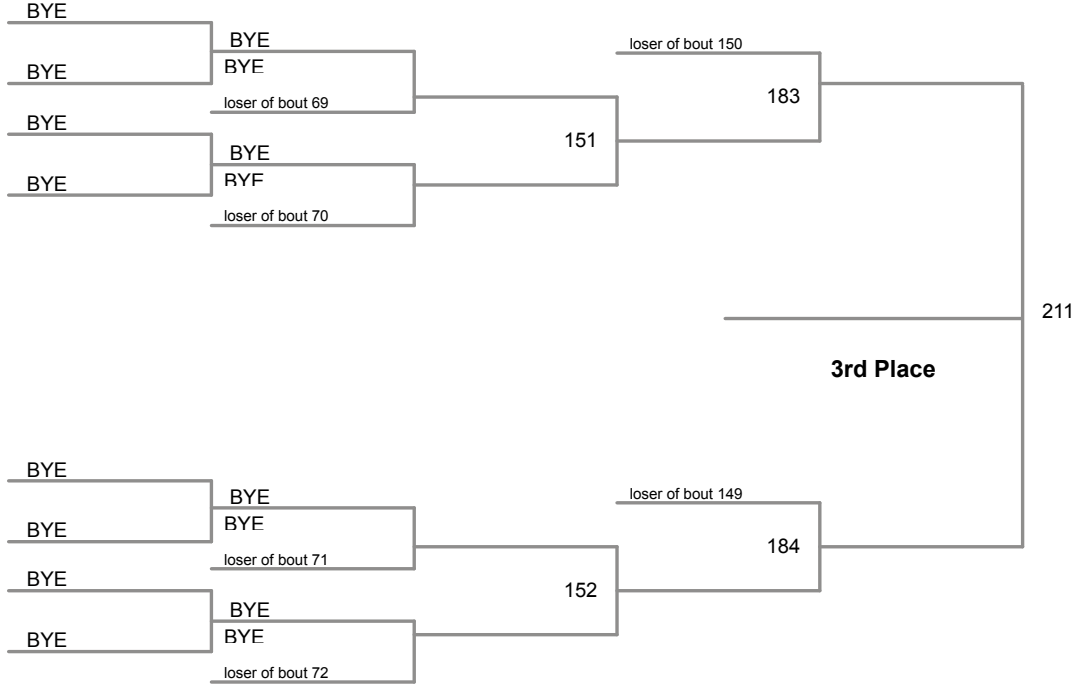 BYE
BYE
BYE
BYE
loser of bout 69
BYE
BYE
BYE
BYE
loser of bout 70
151
loser of bout 150
183
211
3rd Place
BYE
BYE
BYE
BYE
loser of bout 71
BYE
BYE
BYE
BYE
loser of bout 72
152
loser of bout 149
184